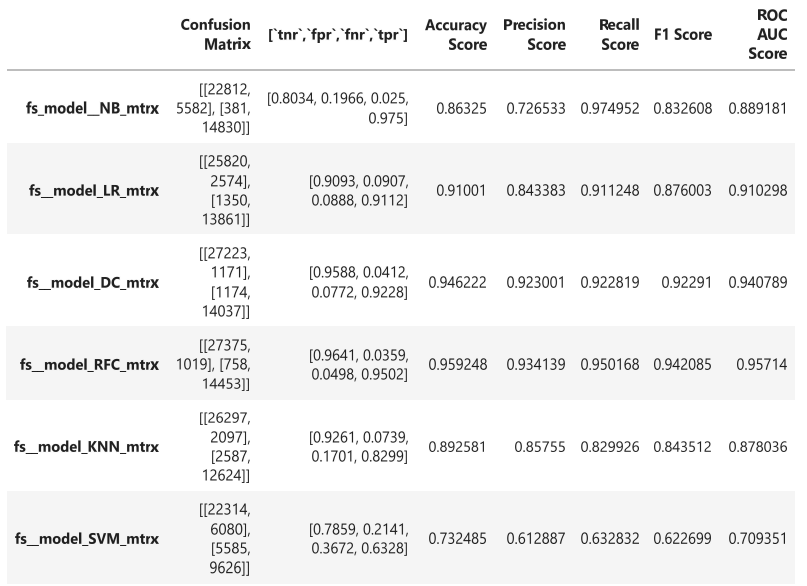 Confusion Matrix [`tnr`,`fpr`,`fnr`,`tpr`] Accuracy Score Precision Score Recall Score F1 Score ROC AUC Score
fs_model__NB_mtrx [[22812, 5582], [381, 14830]] [0.8034, 0.1966, 0.025, 0.975] 0.86325 0.726533 0.974952 0.832608 0.889181
fs__model_LR_mtrx [[25820, 2574], [1350, 13861]] [0.9093, 0.0907, 0.0888, 0.9112] 0.91001 0.843383 0.911248 0.876003 0.910298
fs__model_DC_mtrx [[27223, 1171], [1174, 14037]] [0.9588, 0.0412, 0.0772, 0.9228] 0.946222 0.923001 0.922819 0.92291 0.940789
fs__model_RFC_mtrx [[27375, 1019], [758, 14453]] [0.9641, 0.0359, 0.0498, 0.9502] 0.959248 0.934139 0.950168 0.942085 0.95714
fs__model_KNN_mtrx [[26297, 2097], [2587, 12624]] [0.9261, 0.0739, 0.1701, 0.8299] 0.892581 0.85755 0.829926 0.843512 0.878036
fs__model_SVM_mtrx [[22314, 6080], [5585, 9626]] [0.7859, 0.2141, 0.3672, 0.6328] 0.732485 0.612887 0.632832 0.622699 0.709351